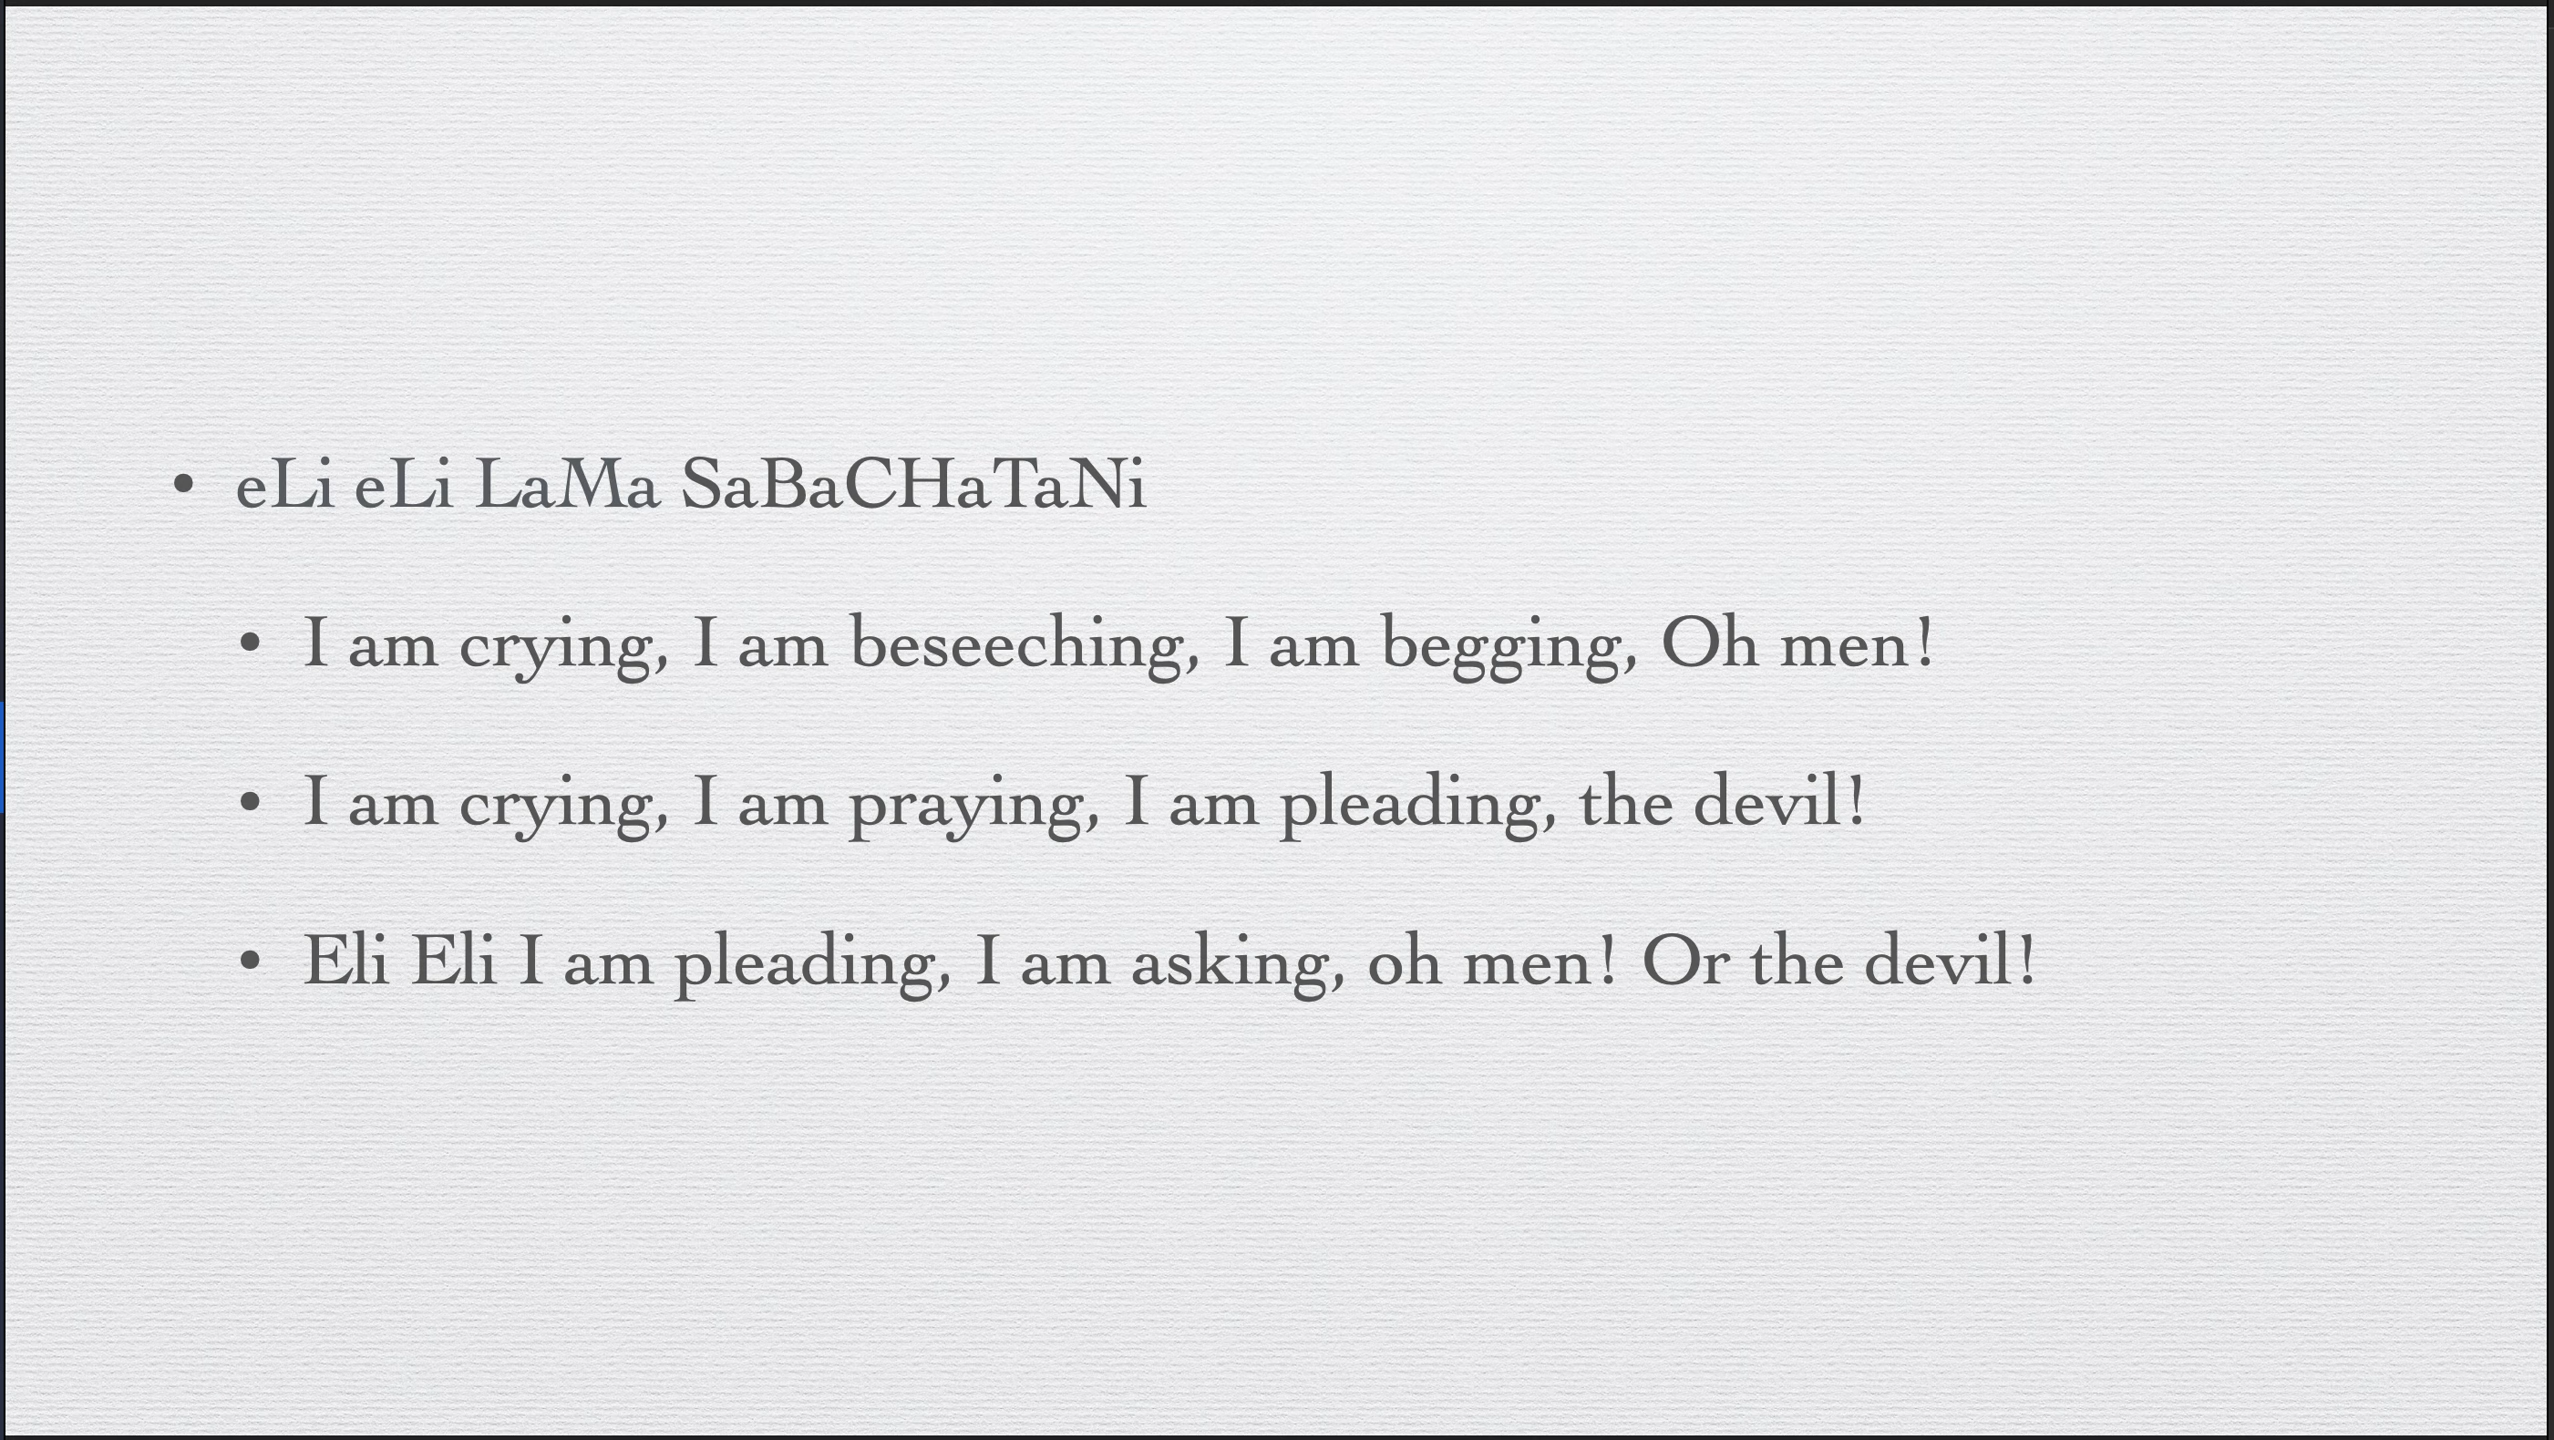 • eLi eLi LaMa SaBaCHaTaNi
• I am crying, I am beseeching, I am begging, Oh men!
• I am crying, I am praying, I am pleading, the devil!
• Eli Eli I am pleading, I am asking, oh men! Or the devil!